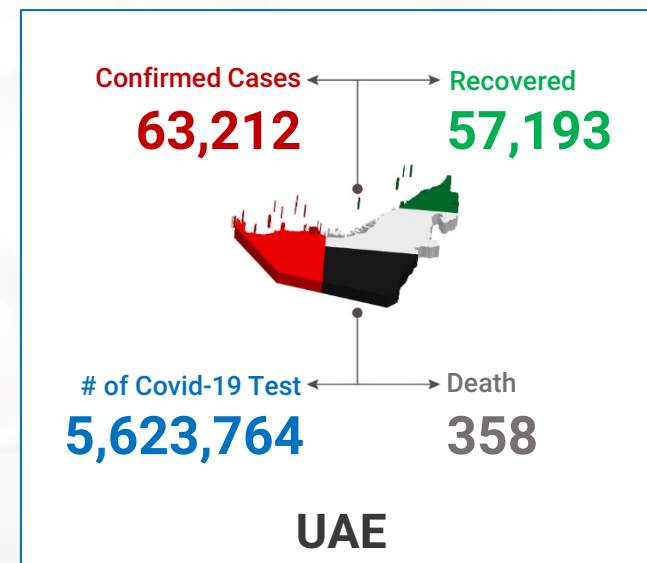 Confirmed Cases
63,212
Recovered
57,193
# of Covid-19 Test
5,623,764
Death
358
UAE